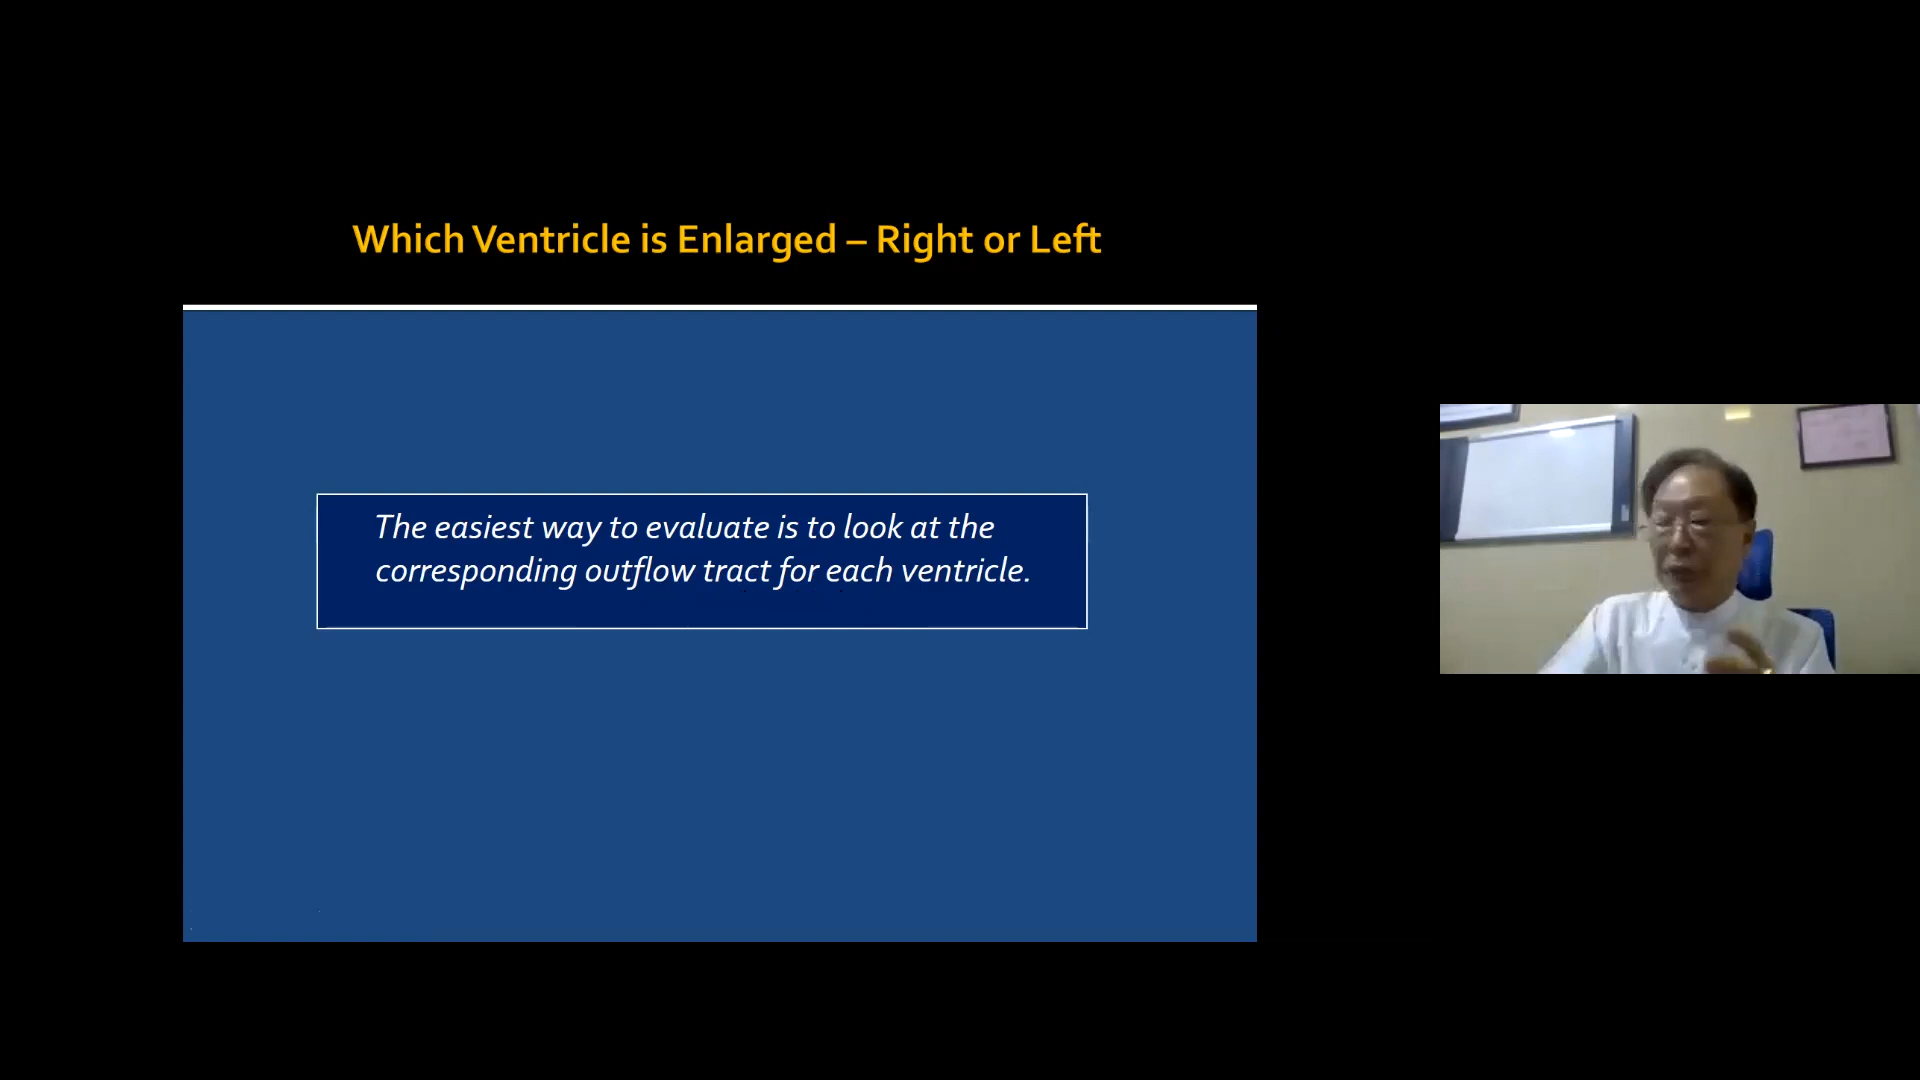 Which Ventricle is Enlarged – Right or Left
The easiest way to evaluate is to look at the
corresponding outflow tract for each ventricle.